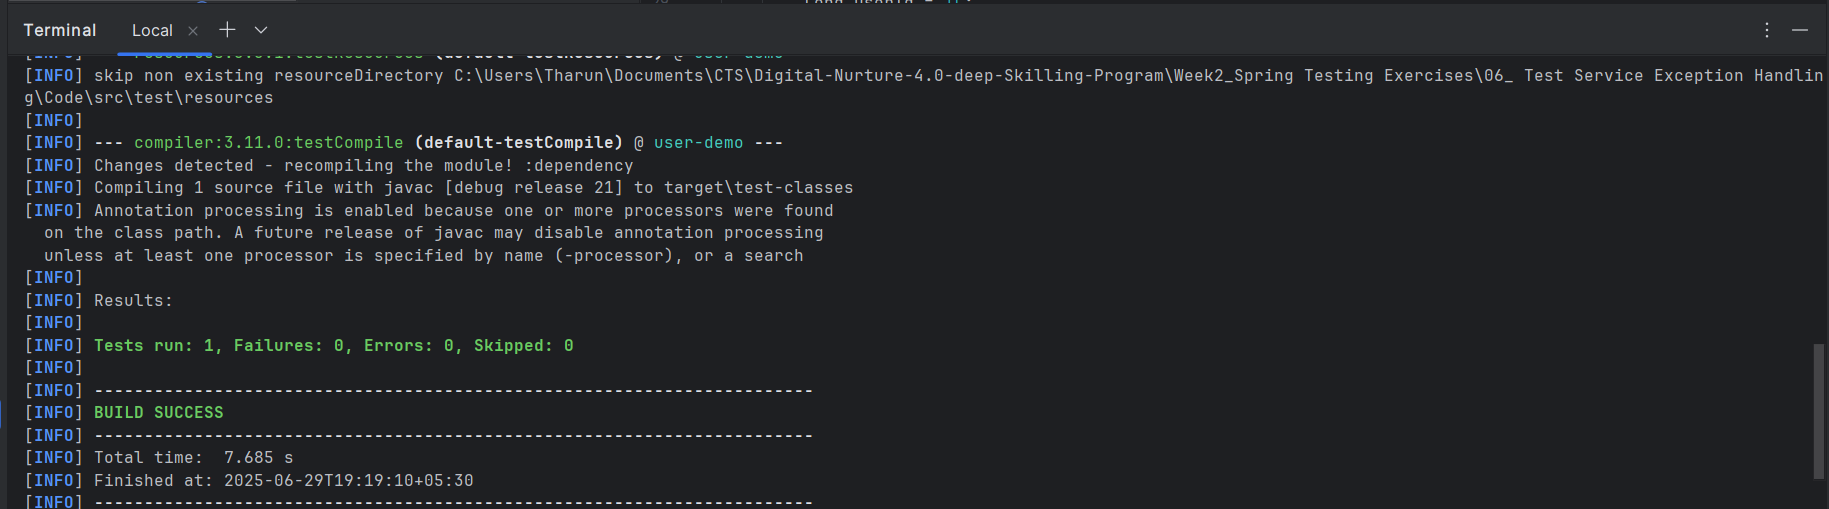 Terminal
Local
[INFO] skip non existing resourceDirectory C:\Users\Tharun\Documents\CTS\Digital-Nurture-4.0-deep-Skilling-Program\Week2_Spring Testing Exercises\06_ Test Service Exception Handlin
g\Code\src\test\resources
[INFO]
[INFO] --- compiler:3.11.0:testCompile (default-testCompile) @ user-demo ---
[INFO] Changes detected - recompiling the module! :dependency
[INFO] Compiling 1 source file with javac [debug release 21] to target\test-classes
[INFO] Annotation processing is enabled because one or more processors were found
on the class path. A future release of javac may disable annotation processing
unless at least one processor is specified by name (-processor), or a search
[INFO]
[INFO] Results:
[INFO]
[INFO] Tests run: 1, Failures: 0, Errors: 0, Skipped: 0
[INFO]
[INFO] ------------------------------------------------------------------------
[INFO] BUILD SUCCESS
[INFO] ------------------------------------------------------------------------
[INFO] Total time:  7.685 s
[INFO] Finished at: 2025-06-29T19:19:10+05:30
[INFO] ------------------------------------------------------------------------